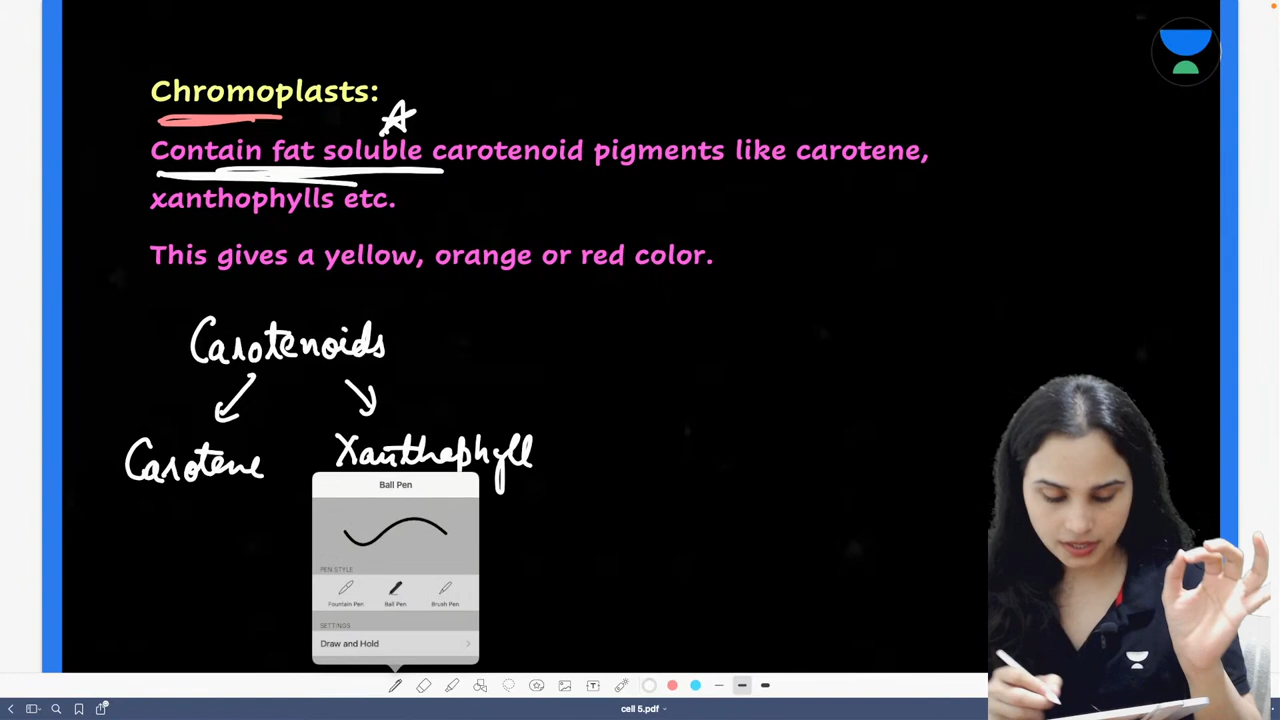 Chromoplasts:
Contain fat soluble carotenoid pigments like carotene,
xanthophylls etc.
This gives a yellow, orange or red color.
Carotenoids
Carotene Xanthophyll
Ball Pen
PEN STYLE
Fountain Pen Ball Pen Brush Pen
SETTINGS
Draw and Hold
cell 5.pdf